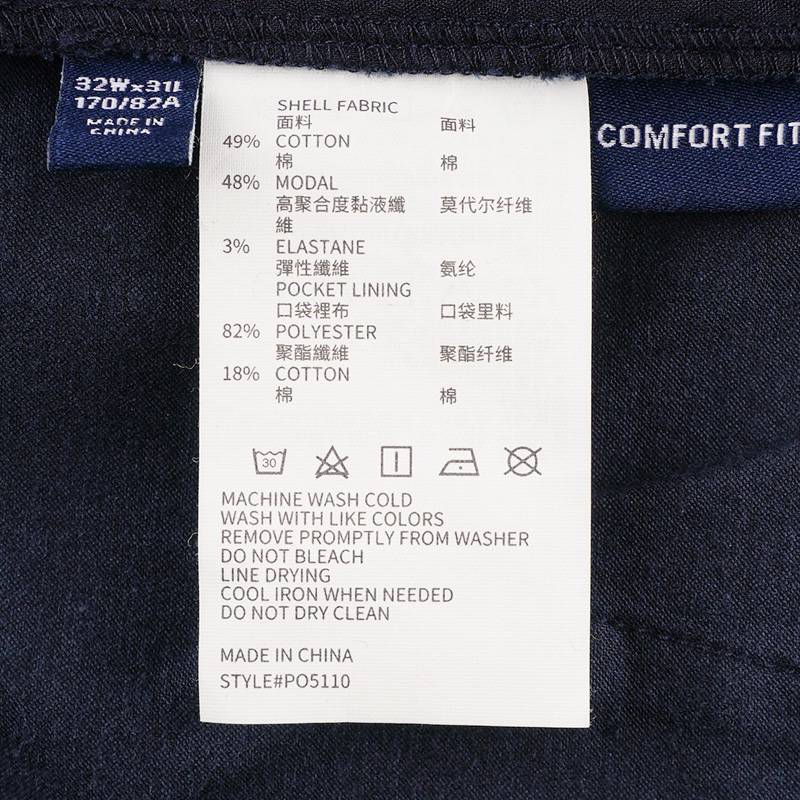 32Wx31L
170/82A
MADE IN
CHINA
COMFORT FIT
SHELL FABRIC
面料 面料
49% COTTON
棉 棉
48% MODAL
高聚合度黏液纖 莫代尔纤维
維
3% ELASTANE
彈性纖維 氨纶
POCKET LINING
口袋裡布 口袋里料
82% POLYESTER
聚酯纖維 聚酯纤维
18% COTTON
棉 棉
30
MACHINE WASH COLD
WASH WITH LIKE COLORS
REMOVE PROMPTLY FROM WASHER
DO NOT BLEACH
LINE DRYING
COOL IRON WHEN NEEDED
DO NOT DRY CLEAN
MADE IN CHINA
STYLE#PO5110